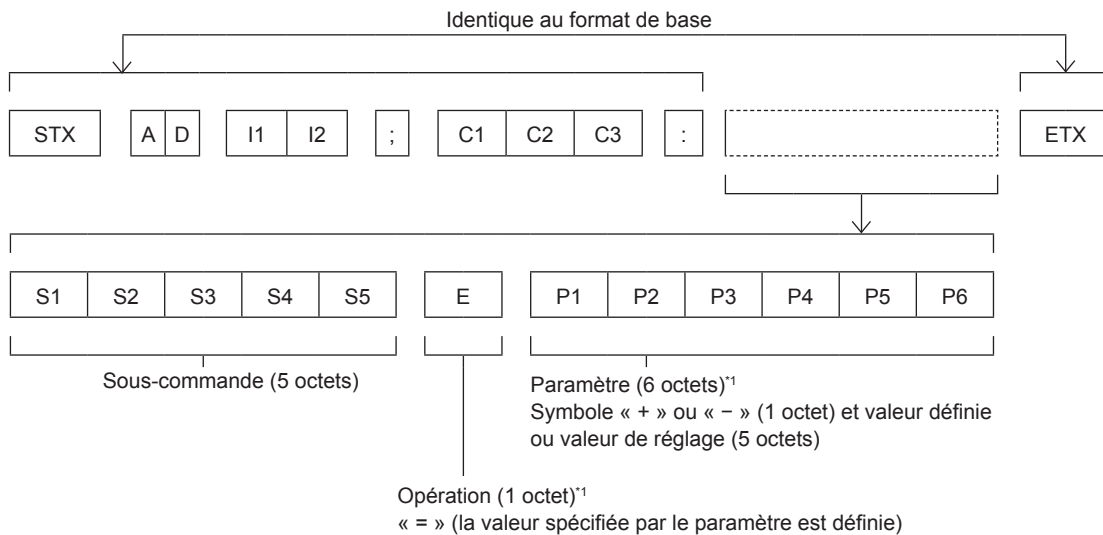 Identique au format de base
STX A D I1 I2 ; C1 C2 C3 : ETX
S1 S2 S3 S4 S5 E P1 P2 P3 P4 P5 P6
Sous-commande (5 octets)
Paramètre (6 octets)*1
Symbole « + » ou « − » (1 octet) et valeur définie
ou valeur de réglage (5 octets)
Opération (1 octet)*1
« = » (la valeur spécifiée par le paramètre est définie)